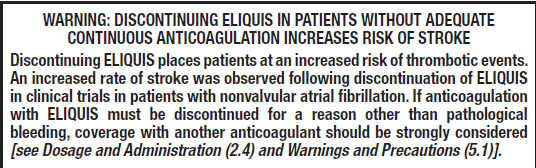 WARNING: DISCONTINUING ELIQUIS IN PATIENTS WITHOUT ADEQUATE
CONTINUOUS ANTICOAGULATION INCREASES RISK OF STROKE
Discontinuing ELIQUIS places patients at an increased risk of thrombotic events.
An increased rate of stroke was observed following discontinuation of ELIQUIS
in clinical trials in patients with nonvalvular atrial fibrillation. If anticoagulation
with ELIQUIS must be discontinued for a reason other than pathological
bleeding, coverage with another anticoagulant should be strongly considered
[see Dosage and Administration (2.4) and Warnings and Precautions (5.1)].